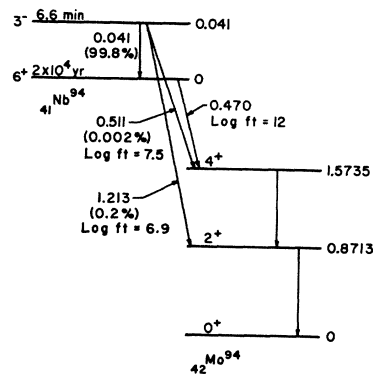 3⁻ 6.6 min 0.041
0.041
(99.8%)
6⁺ 2x10⁴ yr 0
₄₁Nb⁹⁴
0.470
Log ft = 12
0.511
(0.002%)
Log ft = 7.5
4⁺ 1.5735
1.213
(0.2%)
Log ft = 6.9
2⁺ 0.8713
0⁺ 0
₄₂Mo⁹⁴